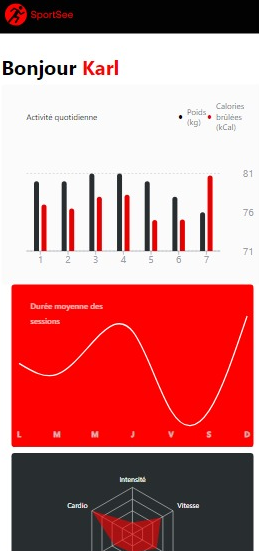 SportSee
Bonjour Karl
Activité quotidienne
Poids
(kg)
Calories
brûlées
(kCal)
81
76
71
1 2 3 4 5 6 7
Durée moyenne des
sessions
L M M J V S D
Intensité
Cardio
Vitesse